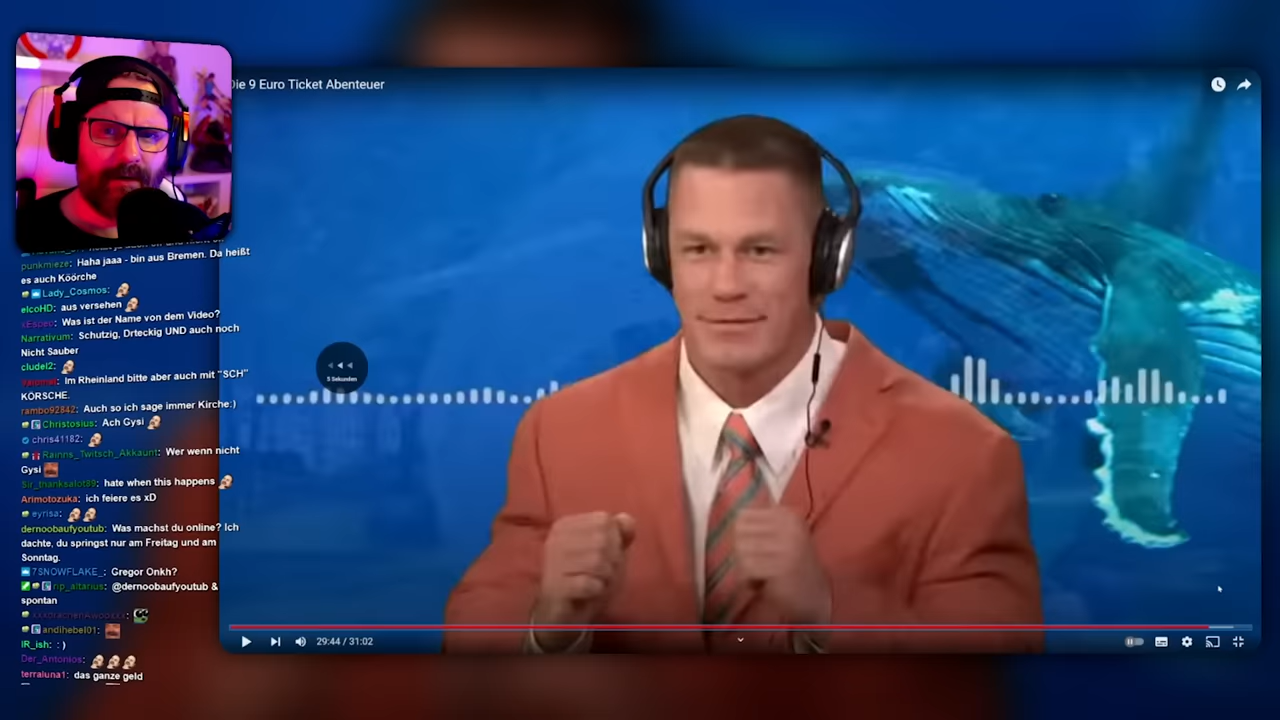 Die 9 Euro Ticket Abenteuer
punkmieze: Haha jaaa - bin aus Bremen. Da heißt
es auch Köörche
Lady_Cosmos:
elcoHD: aus versehen
Was ist der Name von dem Video?
Narrativum: Schutzig, Drteckig UND auch noch
Nicht Sauber
cludel2:
Im Rheinland bitte aber auch mit "SCH"
KÖRSCHE.
rambo92842: Auch so ich sage immer Kirche:)
Christosius: Ach Gysi
chris41182:
Rainns_Twitsch_Akkaunt: Wer wenn nicht
Gysi
Sir_thanksalot89: hate when this happens
Arimotozuka: ich feiere es xD
eyrisa:
dernoobaufyoutub: Was machst du online? Ich
dachte, du springst nur am Freitag und am
Sonntag.
7SNOWFLAKE_: Gregor Onkh?
rip_altarius: @dernoobaufyoutub &
spontan
andihebel01:
IR_ish: : )
Der_Antonios:
terraluna1: das ganze geld
5 Sekunden
29:44 / 31:02